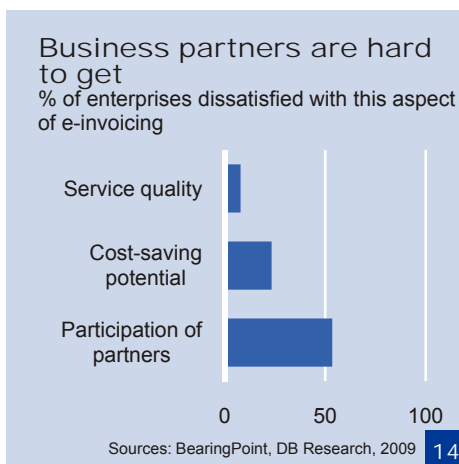 Business partners are hard
to get
% of enterprises dissatisfied with this aspect
of e-invoicing
Service quality
Cost-saving
potential
Participation of
partners
0 50 100
Sources: BearingPoint, DB Research, 2009 14